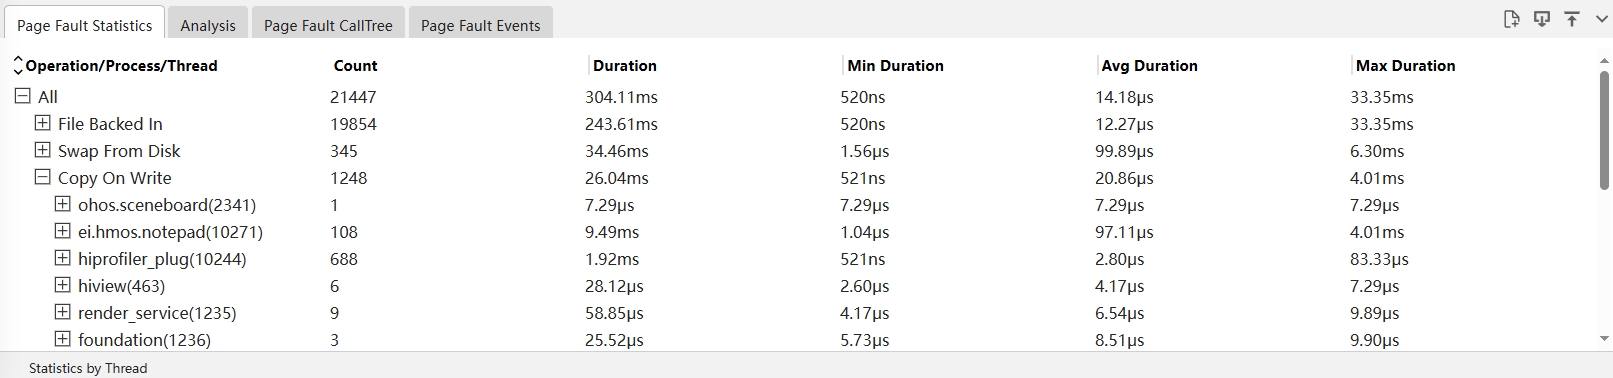 Page Fault Statistics Analysis Page Fault CallTree Page Fault Events
Operation/Process/Thread Count Duration Min Duration Avg Duration Max Duration
All 21447 304.11ms 520ns 14.18μs 33.35ms
File Backed In 19854 243.61ms 520ns 12.27μs 33.35ms
Swap From Disk 345 34.46ms 1.56μs 99.89μs 6.30ms
Copy On Write 1248 26.04ms 521ns 20.86μs 4.01ms
ohos.sceneboard(2341) 1 7.29μs 7.29μs 7.29μs 7.29μs
ei.hmos.notepad(10271) 108 9.49ms 1.04μs 97.11μs 4.01ms
hiprofiler_plug(10244) 688 1.92ms 521ns 2.80μs 83.33μs
hiview(463) 6 28.12μs 2.60μs 4.17μs 7.29μs
render_service(1235) 9 58.85μs 4.17μs 6.54μs 9.89μs
foundation(1236) 3 25.52μs 5.73μs 8.51μs 9.90μs
Statistics by Thread